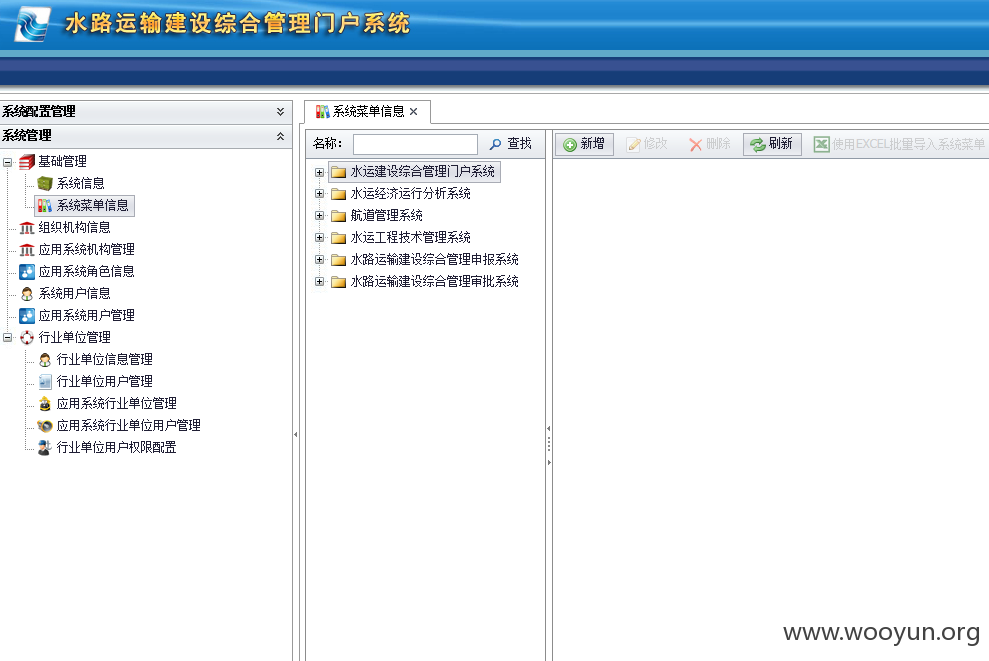 水路运输建设综合管理门户系统
系统配置管理
系统管理
基础管理
系统信息
系统菜单信息
组织机构信息
应用系统机构管理
应用系统角色信息
系统用户信息
应用系统用户管理
行业单位管理
行业单位信息管理
行业单位用户管理
应用系统行业单位管理
应用系统行业单位用户管理
行业单位用户权限配置
系统菜单信息
名称: 查找
水运建设综合管理门户系统
水运经济运行分析系统
航道管理系统
水运工程技术管理系统
水路运输建设综合管理申报系统
水路运输建设综合管理审批系统
新增 修改 删除 刷新 使用EXCEL批量导入系统菜单
www.wooyun.org